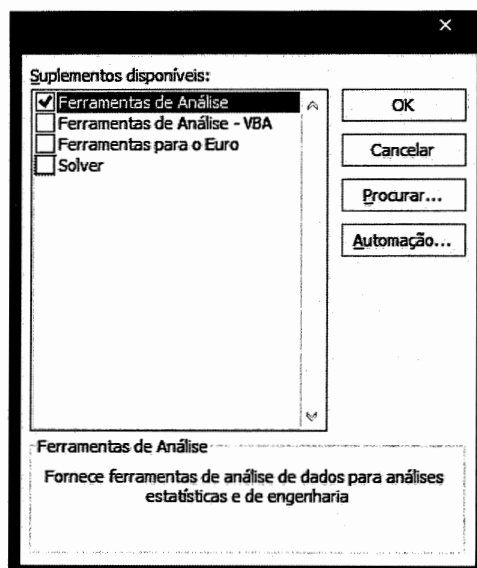 Suplementos disponíveis:
Ferramentas de Análise
Ferramentas de Análise - VBA
Ferramentas para o Euro
Solver
OK
Cancelar
Procurar...
Automação...
Ferramentas de Análise
Fornece ferramentas de análise de dados para análises
estatísticas e de engenharia